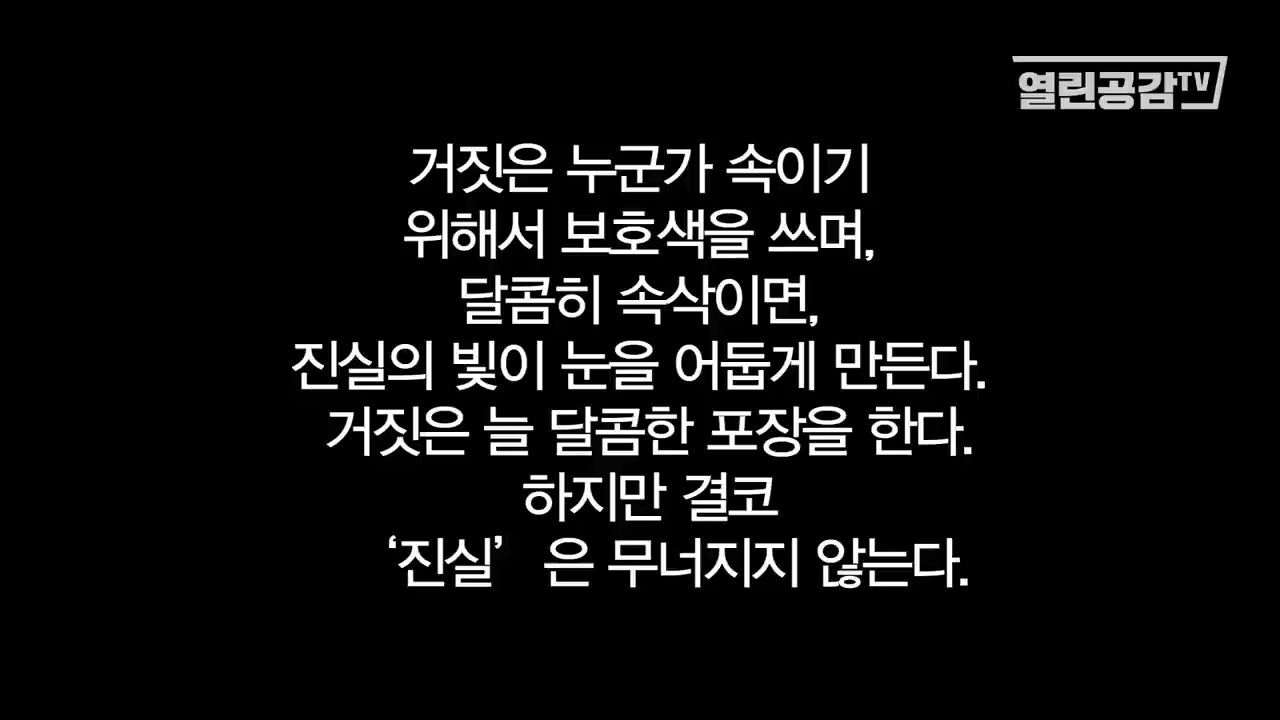 열린공감TV
거짓은 누군가 속이기
위해서 보호색을 쓰며,
달콤히 속삭이면,
진실의 빛이 눈을 어둡게 만든다.
거짓은 늘 달콤한 포장을 한다.
하지만 결코
‘진실’은 무너지지 않는다.